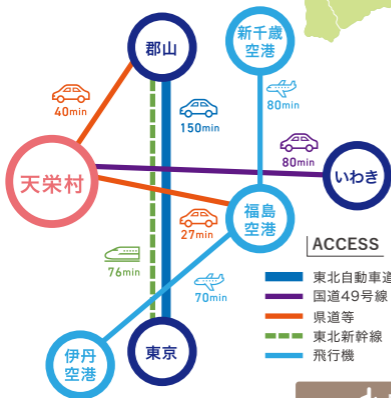 郡山
新千歳
空港
40min
150min
80min
80min
天栄村
いわき
福島
空港
27min
76min
70min
ACCESS
東北自動車道
国道49号線
県道等
東北新幹線
飛行機
伊丹
空港
東京